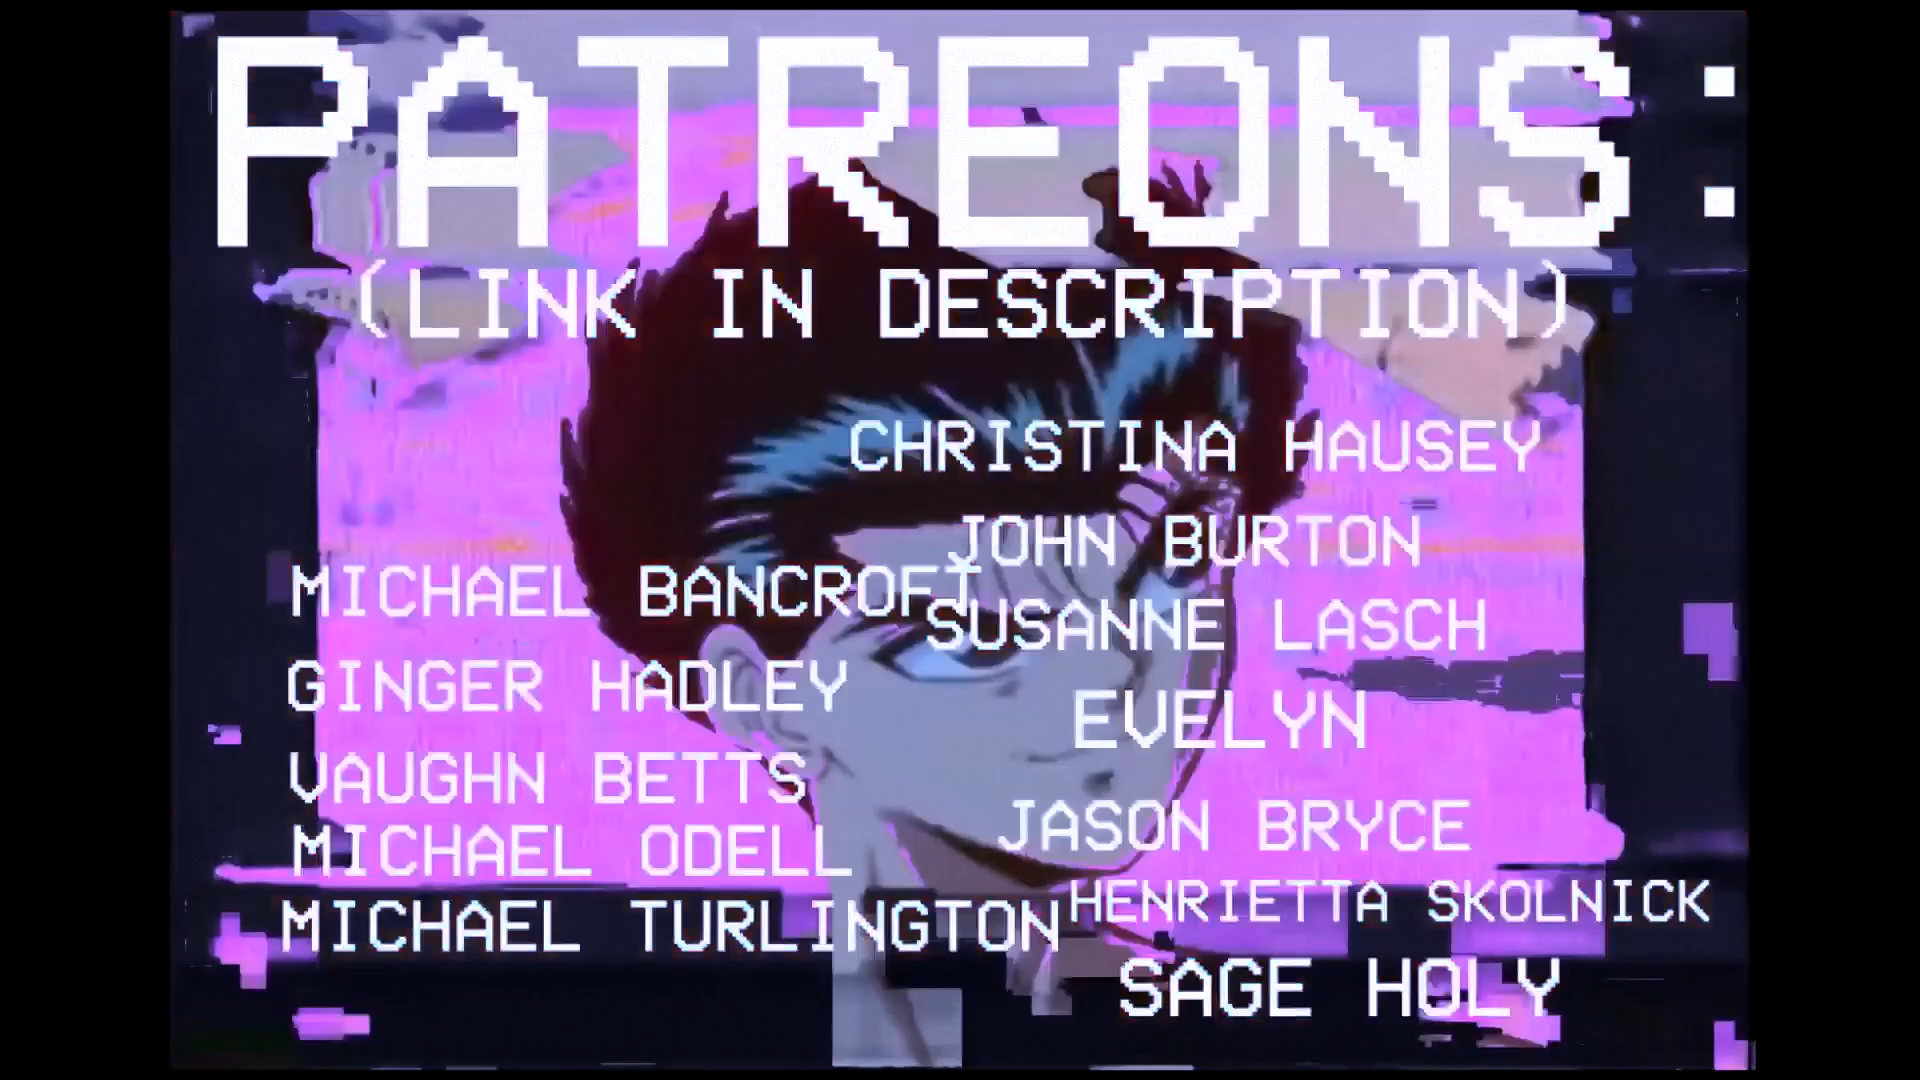 PATREONS:
(LINK IN DESCRIPTION)
CHRISTINA HAUSEY
JOHN BURTON
MICHAEL BANCROFT
SUSANNE LASCH
GINGER HADLEY
EVELYN
VAUGHN BETTS
JASON BRYCE
MICHAEL ODELL
HENRIETTA SKOLNICK
MICHAEL TURLINGTON
SAGE HOLY